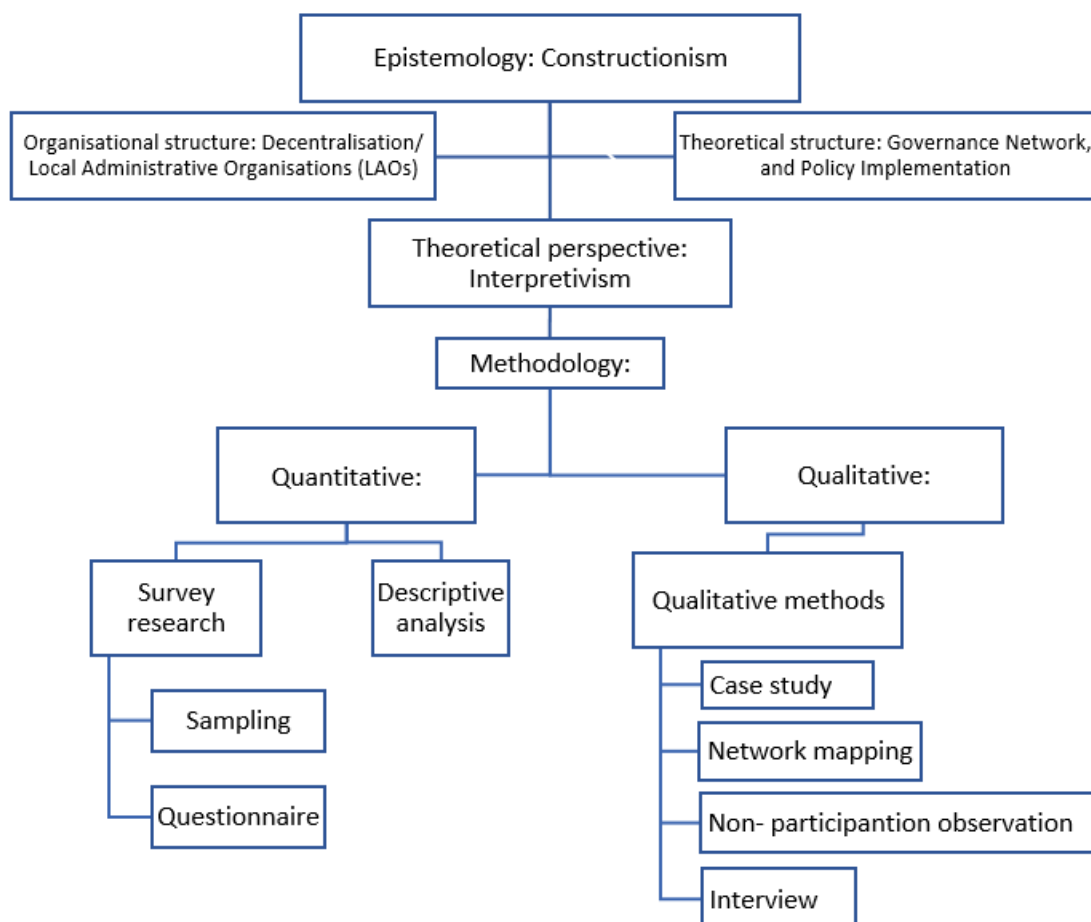 Epistemology: Constructionism
Organisational structure: Decentralisation/
Local Administrative Organisations (LAOs)
Theoretical structure: Governance Network,
and Policy Implementation
Theoretical perspective:
Interpretivism
Methodology:
Quantitative:
Qualitative:
Survey
research
Descriptive
analysis
Qualitative methods
Sampling
Questionnaire
Case study
Network mapping
Non- participantion observation
Interview